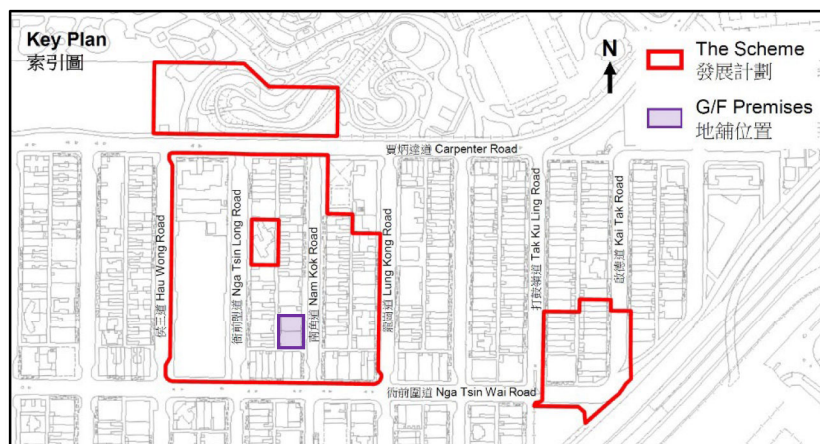 Key Plan
索引圖
N
The Scheme
發展計劃
G/F Premises
地舖位置
賈炳達道 Carpenter Road
侯王道 Hau Wong Road
衙前塱道 Nga Tsin Long Road
南角道 Nam Kok Road
龍崗道 Lung Kong Road
打鼓嶺道 Tak Ku Ling Road
啟德道 Kai Tak Road
衙前圍道 Nga Tsin Wai Road